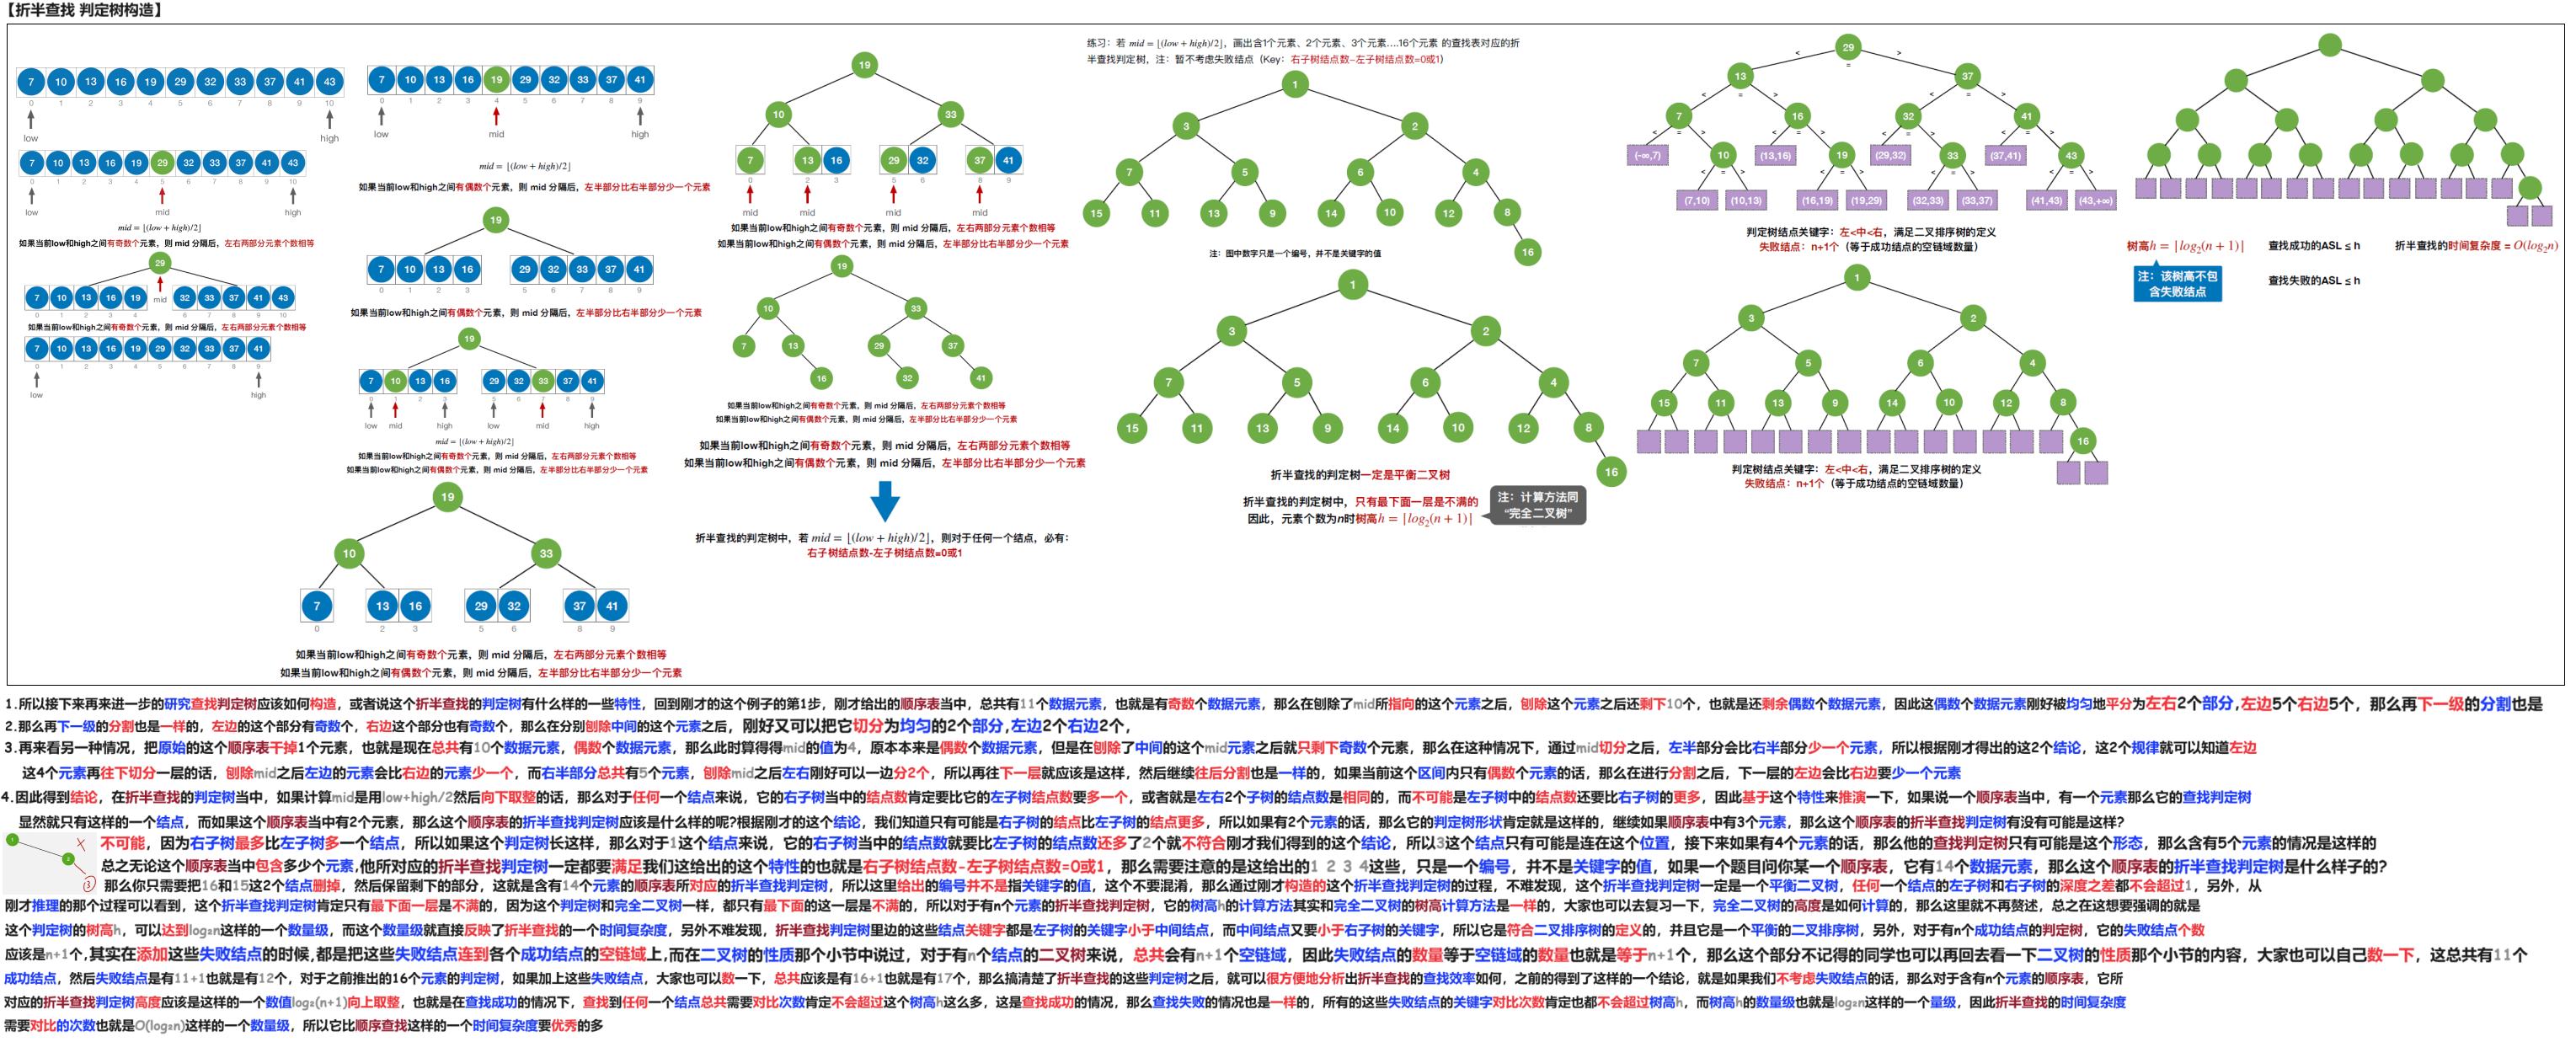 【折半查找 判定树构造】
7 10 13 16 19 29 32 33 37 41 43
0 1 2 3 4 5 6 7 8 9 10
low high
7 10 13 16 19 29 32 33 37 41 43
0 1 2 3 4 5 6 7 8 9 10
low mid high
mid = ⌊(low + high)/2⌋
如果当前low和high之间有奇数个元素，则 mid 分隔后，左右两部分元素个数相等
29
7 10 13 16 19 mid 32 33 37 41 43
0 1 2 3 4 6 7 8 9 10
如果当前low和high之间有奇数个元素，则 mid 分隔后，左右两部分元素个数相等
7 10 13 16 19 29 32 33 37 41
0 1 2 3 4 5 6 7 8 9
low high
7 10 13 16 19 29 32 33 37 41
0 1 2 3 4 5 6 7 8 9
low mid high
mid = ⌊(low + high)/2⌋
如果当前low和high之间有偶数个元素，则 mid 分隔后，左半部分比右半部分少一个元素
19
7 10 13 16 29 32 33 37 41
0 1 2 3 5 6 7 8 9
如果当前low和high之间有偶数个元素，则 mid 分隔后，左半部分比右半部分少一个元素
19
7 10 13 16 29 32 33 37 41
0 1 2 3 5 6 7 8 9
low mid high low mid high
mid = ⌊(low + high)/2⌋
如果当前low和high之间有奇数个元素，则 mid 分隔后，左右两部分元素个数相等
如果当前low和high之间有偶数个元素，则 mid 分隔后，左半部分比右半部分少一个元素
19
10 33
7 13 16 29 32 37 41
0 2 3 5 6 8 9
如果当前low和high之间有奇数个元素，则 mid 分隔后，左右两部分元素个数相等
如果当前low和high之间有偶数个元素，则 mid 分隔后，左半部分比右半部分少一个元素
19
10 33
7 13 16 29 32 37 41
0 2 3 5 6 8 9
mid mid mid mid
如果当前low和high之间有奇数个元素，则 mid 分隔后，左右两部分元素个数相等
如果当前low和high之间有偶数个元素，则 mid 分隔后，左半部分比右半部分少一个元素
19
10 33
7 13 29 37
16 32 41
如果当前low和high之间有奇数个元素，则 mid 分隔后，左右两部分元素个数相等
如果当前low和high之间有偶数个元素，则 mid 分隔后，左半部分比右半部分少一个元素
如果当前low和high之间有奇数个元素，则 mid 分隔后，左右两部分元素个数相等
如果当前low和high之间有偶数个元素，则 mid 分隔后，左半部分比右半部分少一个元素
折半查找的判定树中，若 mid = ⌊(low + high)/2⌋，则对于任何一个结点，必有：
右子树结点数-左子树结点数=0或1
练习：若 mid = ⌊(low + high)/2⌋，画出含1个元素、2个元素、3个元素....16个元素 的查找表对应的折
半查找判定树，注：暂不考虑失败结点（Key：右子树结点数–左子树结点数=0或1）
1
3 2
7 5 6 4
15 11 13 9 14 10 12 8
16
注：图中数字只是一个编号，并不是关键字的值
1
3 2
7 5 6 4
15 11 13 9 14 10 12 8
16
折半查找的判定树一定是平衡二叉树
折半查找的判定树中，只有最下面一层是不满的
因此，元素个数为n时树高h = ⌈log₂(n + 1)⌉
注：计算方法同
“完全二叉树”
29
< = >
13 37
< = > < = >
7 16 32 41
< = > < = > < = > < = >
(-∞,7) 10 (13,16) 19 (29,32) 33 (37,41) 43
< = > < = > < = > < = >
(7,10) (10,13) (16,19) (19,29) (32,33) (33,37) (41,43) (43,+∞)
判定树结点关键字：左<中<右，满足二叉排序树的定义
失败结点：n+1个（等于成功结点的空链域数量）
1
3 2
7 5 6 4
15 11 13 9 14 10 12 8
16
判定树结点关键字：左<中<右，满足二叉排序树的定义
失败结点：n+1个（等于成功结点的空链域数量）
树高h = ⌈log₂(n + 1)⌉ 查找成功的ASL ≤ h 折半查找的时间复杂度 = O(log₂n)
注：该树高不包
含失败结点
查找失败的ASL ≤ h
1.所以接下来再来进一步的研究查找判定树应该如何构造，或者说这个折半查找的判定树有什么样的一些特性，回到刚才的这个例子的第1步，刚才给出的顺序表当中，总共有11个数据元素，也就是有奇数个数据元素，那么在刨除了mid所指向的这个元素之后，刨除这个元素之后还剩下10个，也就是还剩余偶数个数据元素，因此这偶数个数据元素刚好被均匀地平分为左右2个部分,左边5个右边5个，那么再下一级的分割也是
2.那么再下一级的分割也是一样的，左边的这个部分有奇数个，右边这个部分也有奇数个，那么在分别刨除中间的这个元素之后，刚好又可以把它切分为均匀的2个部分,左边2个右边2个，
3.再来看另一种情况，把原始的这个顺序表干掉1个元素，也就是现在总共有10个数据元素，偶数个数据元素，那么此时算得得mid的值为4，原本本来是偶数个数据元素，但是在刨除了中间的这个mid元素之后就只剩下奇数个元素，那么在这种情况下，通过mid切分之后，左半部分会比右半部分少一个元素，所以根据刚才得出的这2个结论，这2个规律就可以知道左边
这4个元素再往下切分一层的话，刨除mid之后左边的元素会比右边的元素少一个，而右半部分总共有5个元素，刨除mid之后左右刚好可以一边分2个，所以再往下一层就应该是这样，然后继续往后分割也是一样的，如果当前这个区间内只有偶数个元素的话，那么在进行分割之后，下一层的左边会比右边要少一个元素
4.因此得到结论，在折半查找的判定树当中，如果计算mid是用low+high/2然后向下取整的话，那么对于任何一个结点来说，它的右子树当中的结点数肯定要比它的左子树结点数要多一个，或者就是左右2个子树的结点数是相同的，而不可能是左子树中的结点数还要比右子树的更多，因此基于这个特性来推演一下，如果说一个顺序表当中，有一个元素那么它的查找判定树
显然就只有这样的一个结点，而如果这个顺序表当中有2个元素，那么这个顺序表的折半查找判定树应该是什么样的呢?根据刚才的这个结论，我们知道只有可能是右子树的结点比左子树的结点更多，所以如果有2个元素的话，那么它的判定树形状肯定就是这样的，继续如果顺序表中有3个元素，那么这个顺序表的折半查找判定树有没有可能是这样?
不可能，因为右子树最多比左子树多一个结点，所以如果这个判定树长这样，那么对于1这个结点来说，它的右子树当中的结点数就要比左子树的结点数还多了2个就不符合刚才我们得到的这个结论，所以3这个结点只有可能是连在这个位置，接下来如果有4个元素的话，那么他的查找判定树只有可能是这个形态，那么含有5个元素的情况是这样的
总之无论这个顺序表当中包含多少个元素,他所对应的折半查找判定树一定都要满足我们这给出的这个特性的也就是右子树结点数-左子树结点数=0或1，那么需要注意的是这给出的1 2 3 4这些，只是一个编号，并不是关键字的值，如果一个题目问你某一个顺序表，它有14个数据元素，那么这个顺序表的折半查找判定树是什么样子的?
那么你只需要把16和15这2个结点删掉，然后保留剩下的部分，这就是含有14个元素的顺序表所对应的折半查找判定树，所以这里给出的编号并不是指关键字的值，这个不要混淆，那么通过刚才构造的这个折半查找判定树的过程，不难发现，这个折半查找判定树一定是一个平衡二叉树，任何一个结点的左子树和右子树的深度之差都不会超过1，另外，从
刚才推理的那个过程可以看到，这个折半查找判定树肯定只有最下面一层是不满的，因为这个判定树和完全二叉树一样，都只有最下面的这一层是不满的，所以对于有n个元素的折半查找判定树，它的树高h的计算方法其实和完全二叉树的树高计算方法是一样的，大家也可以去复习一下，完全二叉树的高度是如何计算的，那么这里就不再赘述，总之在这想要强调的就是
这个判定树的树高h，可以达到log₂n这样的一个数量级，而这个数量级就直接反映了折半查找的一个时间复杂度，另外不难发现，折半查找判定树里边的这些结点关键字都是左子树的关键字小于中间结点，而中间结点又要小于右子树的关键字，所以它是符合二叉排序树的定义的，并且它是一个平衡的二叉排序树，另外，对于有n个成功结点的判定树，它的失败结点个数
应该是n+1个,其实在添加这些失败结点的时候,都是把这些失败结点连到各个成功结点的空链域上,而在二叉树的性质那个小节中说过，对于有n个结点的二叉树来说，总共会有n+1个空链域，因此失败结点的数量等于空链域的数量也就是等于n+1个，那么这个部分不记得的同学也可以再回去看一下二叉树的性质那个小节的内容，大家也可以自己数一下，这总共有11个
成功结点，然后失败结点是有11+1也就是有12个，对于之前推出的16个元素的判定树，如果加上这些失败结点，大家也可以数一下，总共应该是有16+1也就是有17个，那么搞清楚了折半查找的这些判定树之后，就可以很方便地分析出折半查找的查找效率如何，之前的得到了这样的一个结论，就是如果我们不考虑失败结点的话，那么对于含有n个元素的顺序表，它所
对应的折半查找判定树高度应该是这样的一个数值log₂(n+1)向上取整，也就是在查找成功的情况下，查找到任何一个结点总共需要对比次数肯定不会超过这个树高h这么多，这是查找成功的情况，那么查找失败的情况也是一样的，所有的这些失败结点的关键字对比次数肯定也都不会超过树高h，而树高h的数量级也就是log₂n这样的一个量级，因此折半查找的时间复杂度
需要对比的次数也就是O(log₂n)这样的一个数量级，所以它比顺序查找这样的一个时间复杂度要优秀的多